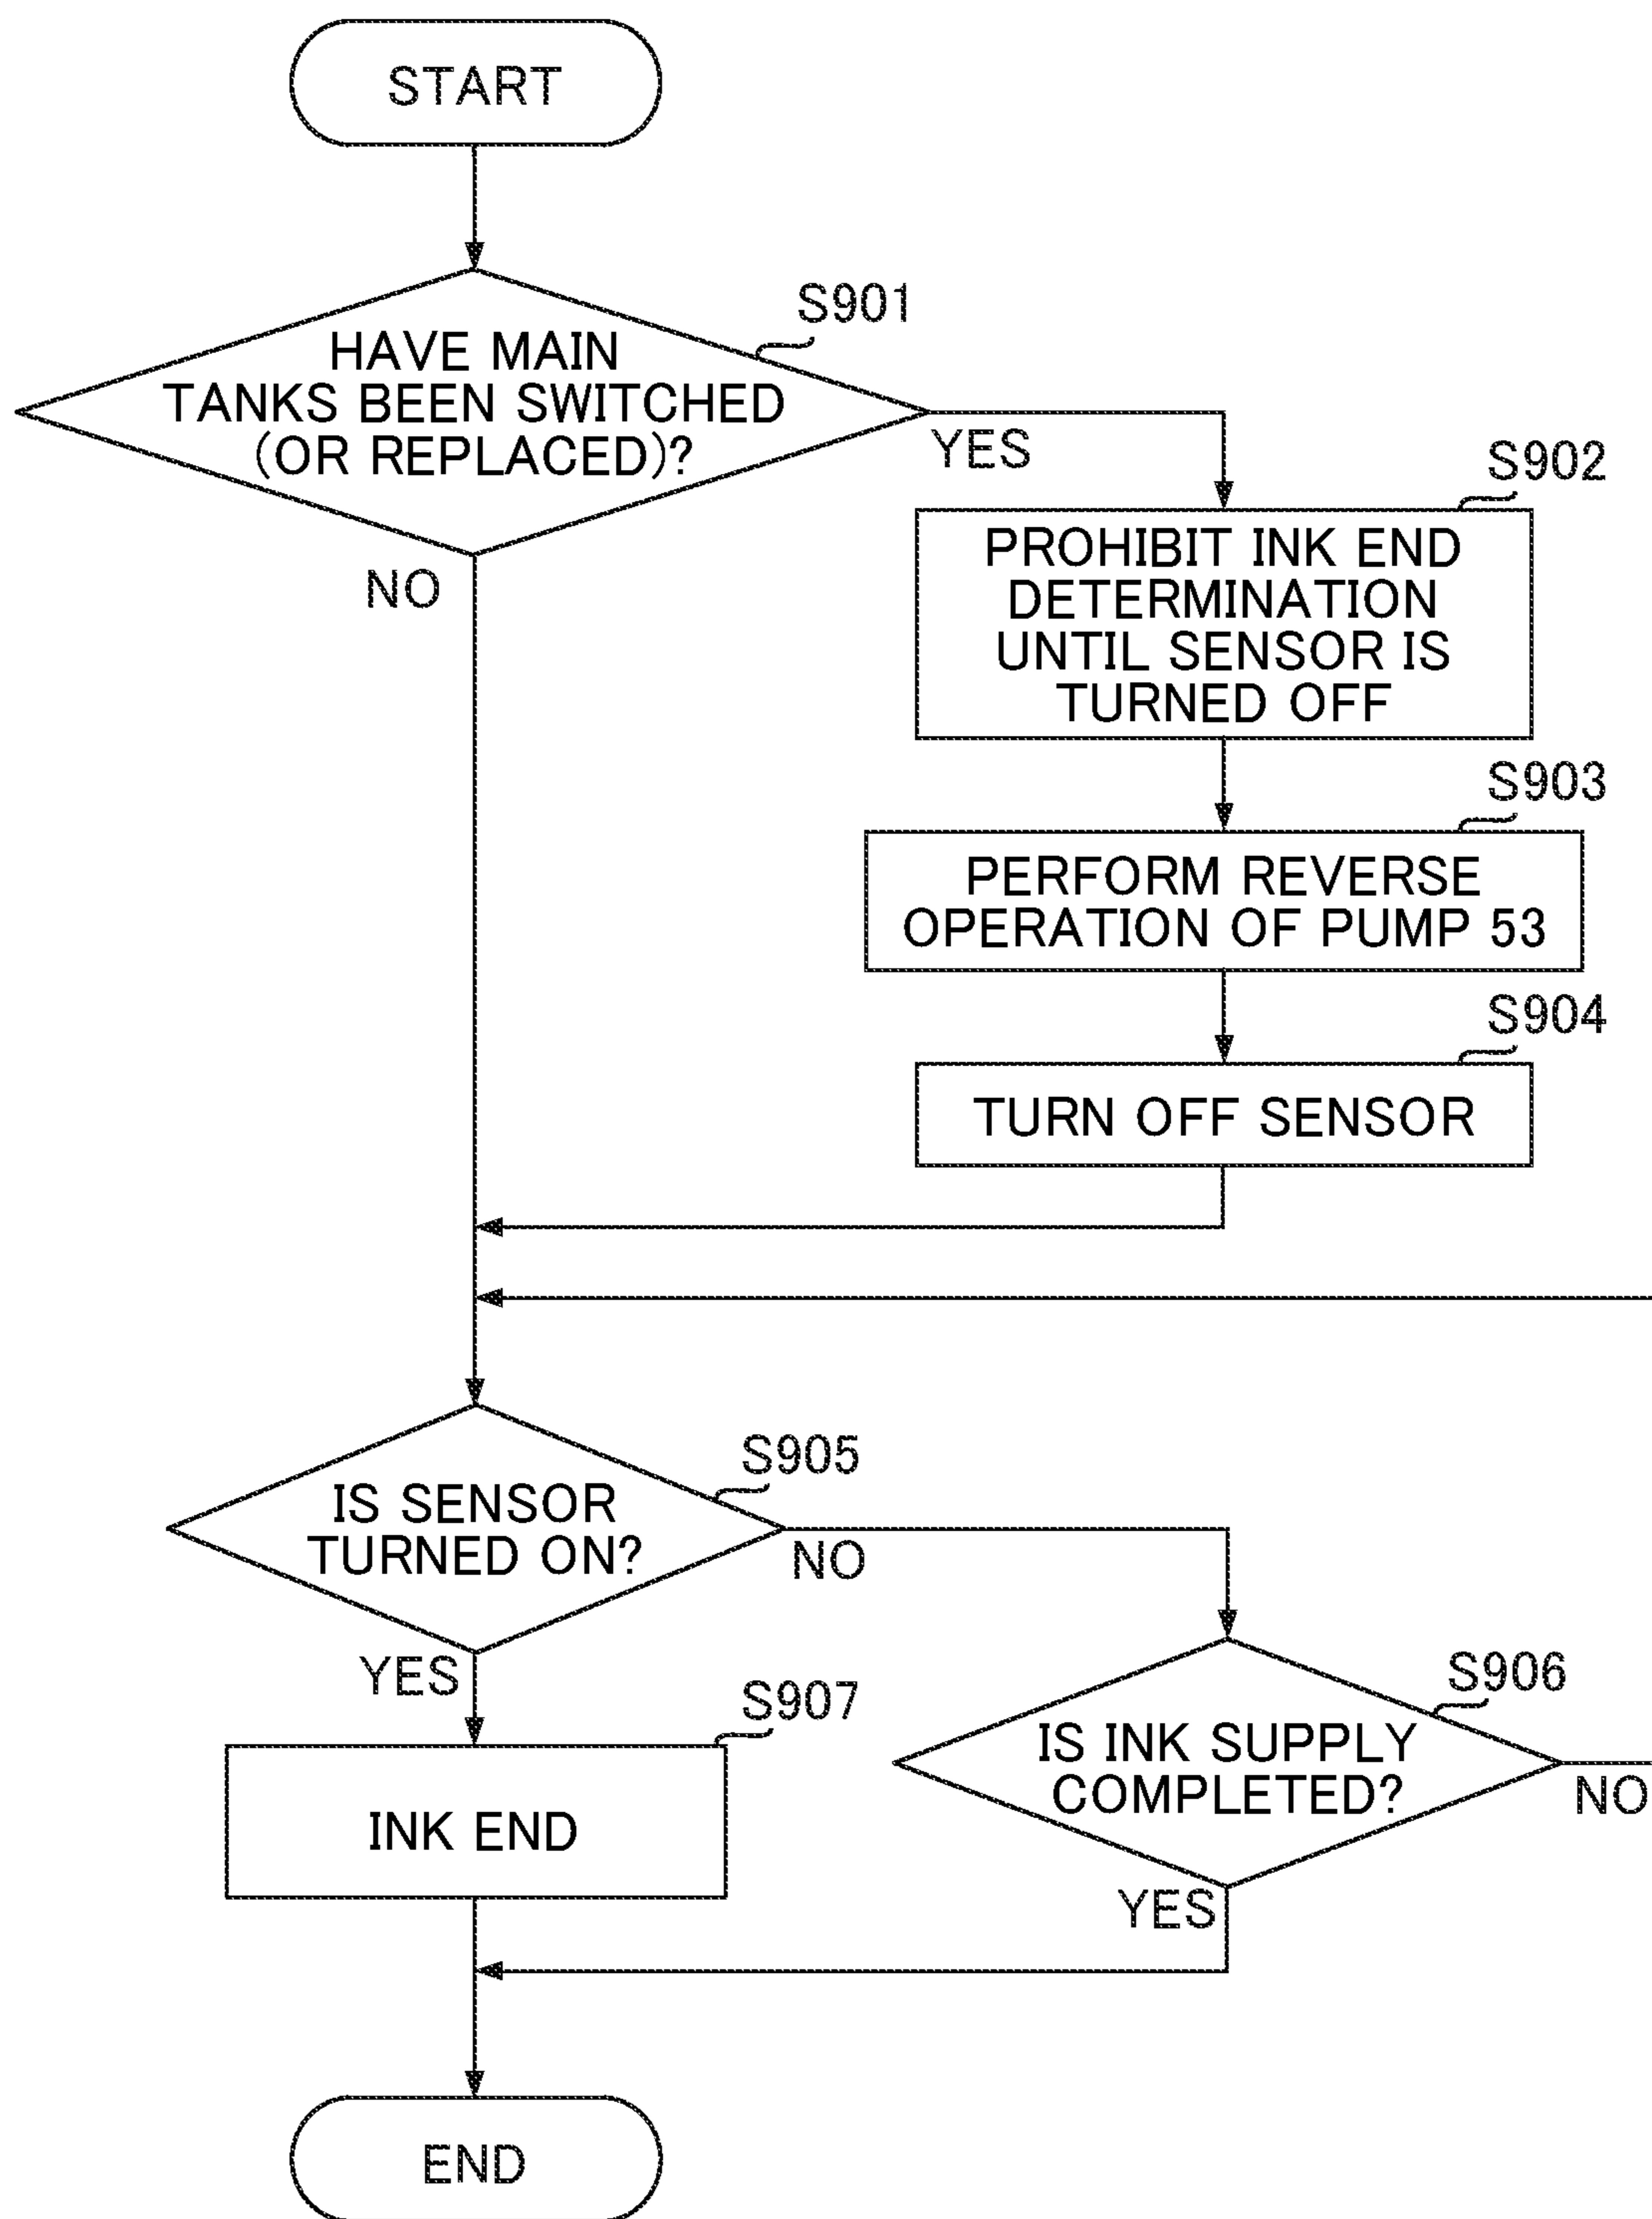 START
S901
HAVE MAIN
TANKS BEEN SWITCHED
(OR REPLACED)?
YES
NO
S902
PROHIBIT INK END
DETERMINATION
UNTIL SENSOR IS
TURNED OFF
S903
PERFORM REVERSE
OPERATION OF PUMP 53
S904
TURN OFF SENSOR
S905
IS SENSOR
TURNED ON?
NO
YES
S906
IS INK SUPPLY
COMPLETED?
NO
YES
S907
INK END
END